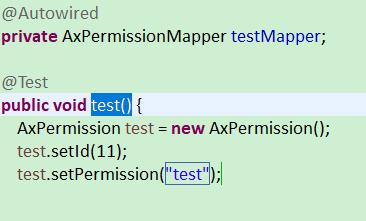 @Autowired
private AxPermissionMapper testMapper;
@Test
public void test() {
AxPermission test = new AxPermission();
test.setId(11);
test.setPermission("test");